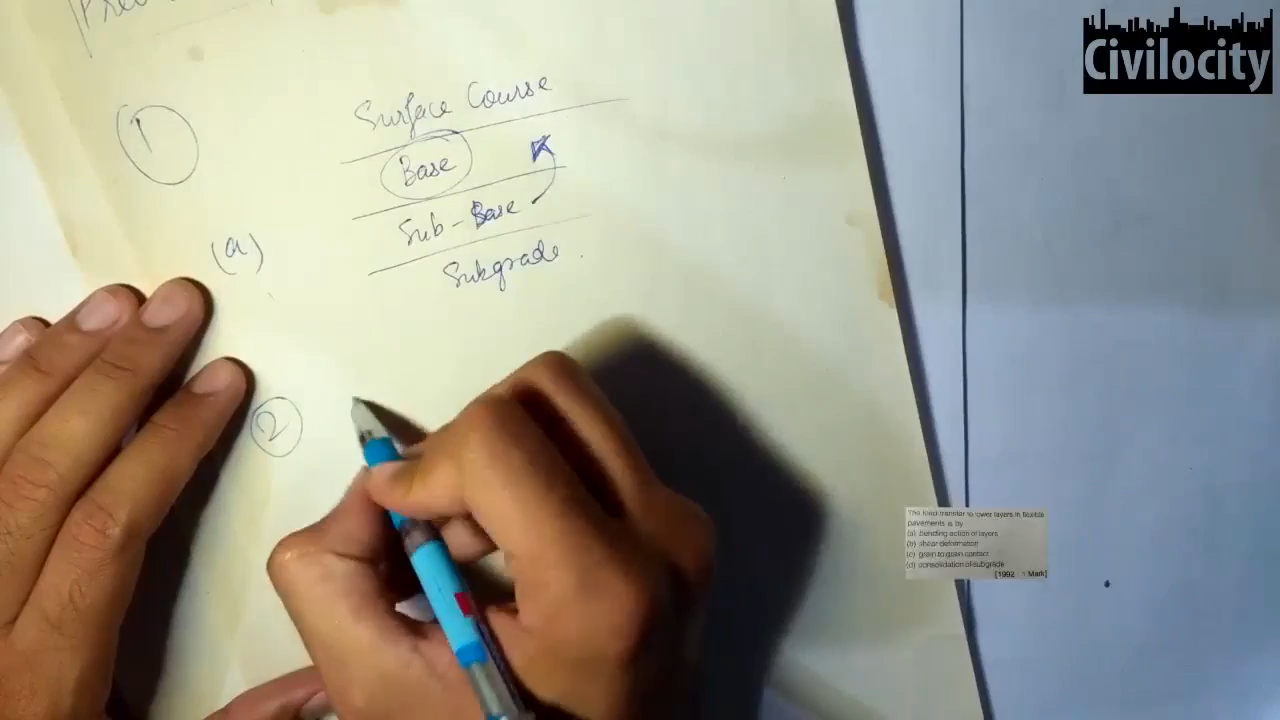 Civilocity
1
Surface Course
Base
Sub-Base
Subgrade
(a)
2
The load transfer to lower layers in flexible
pavements is by
(a) bending action of layers
(b) shear deformation
(c) grain to grain contact
(d) consolidation of subgrade
[1992 : 1 Mark]